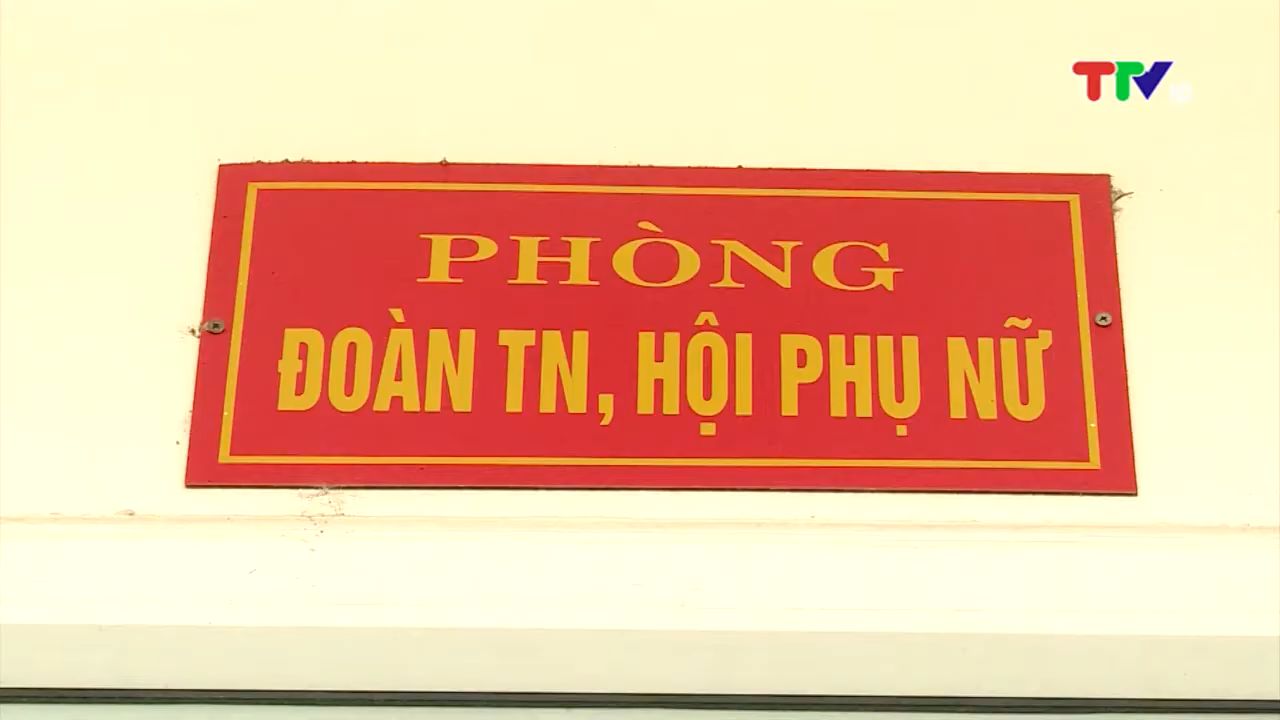 TTV
PHÒNG
ĐOÀN TN, HỘI PHỤ NỮ